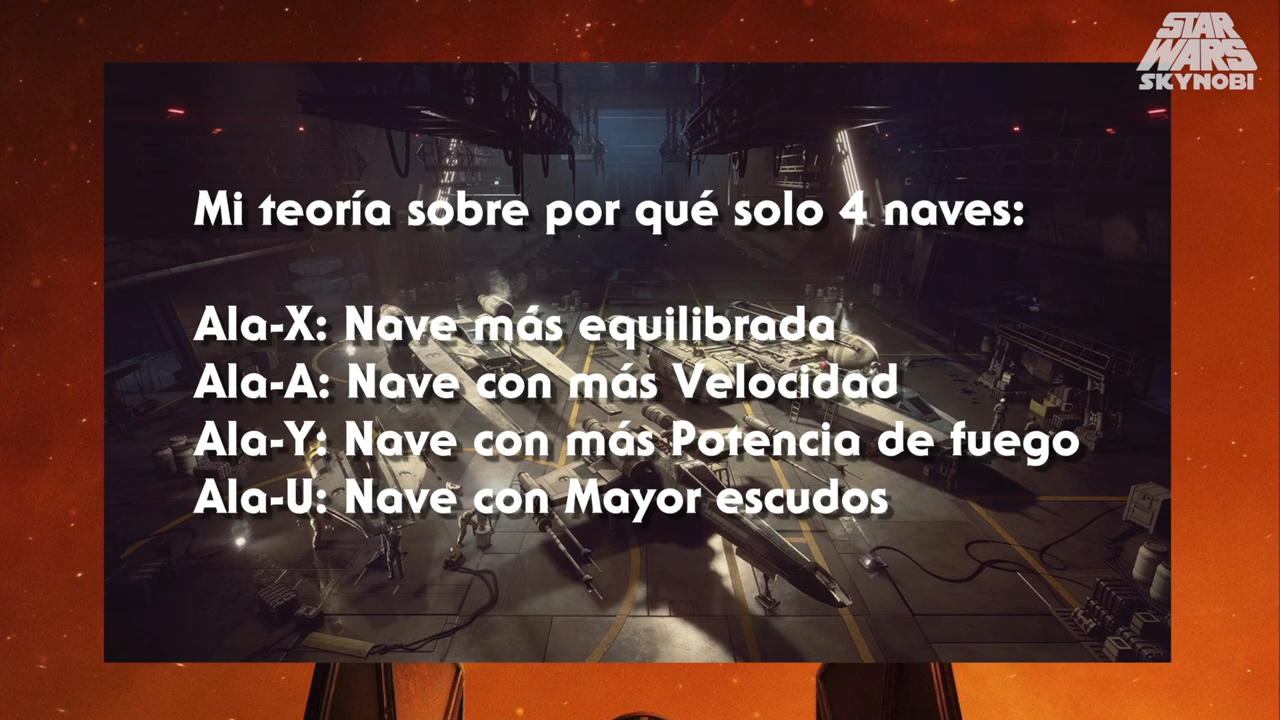 STAR
WARS
SKYNOBI
Mi teoría sobre por qué solo 4 naves:
Ala-X: Nave más equilibrada
Ala-A: Nave con más Velocidad
Ala-Y: Nave con más Potencia de fuego
Ala-U: Nave con Mayor escudos